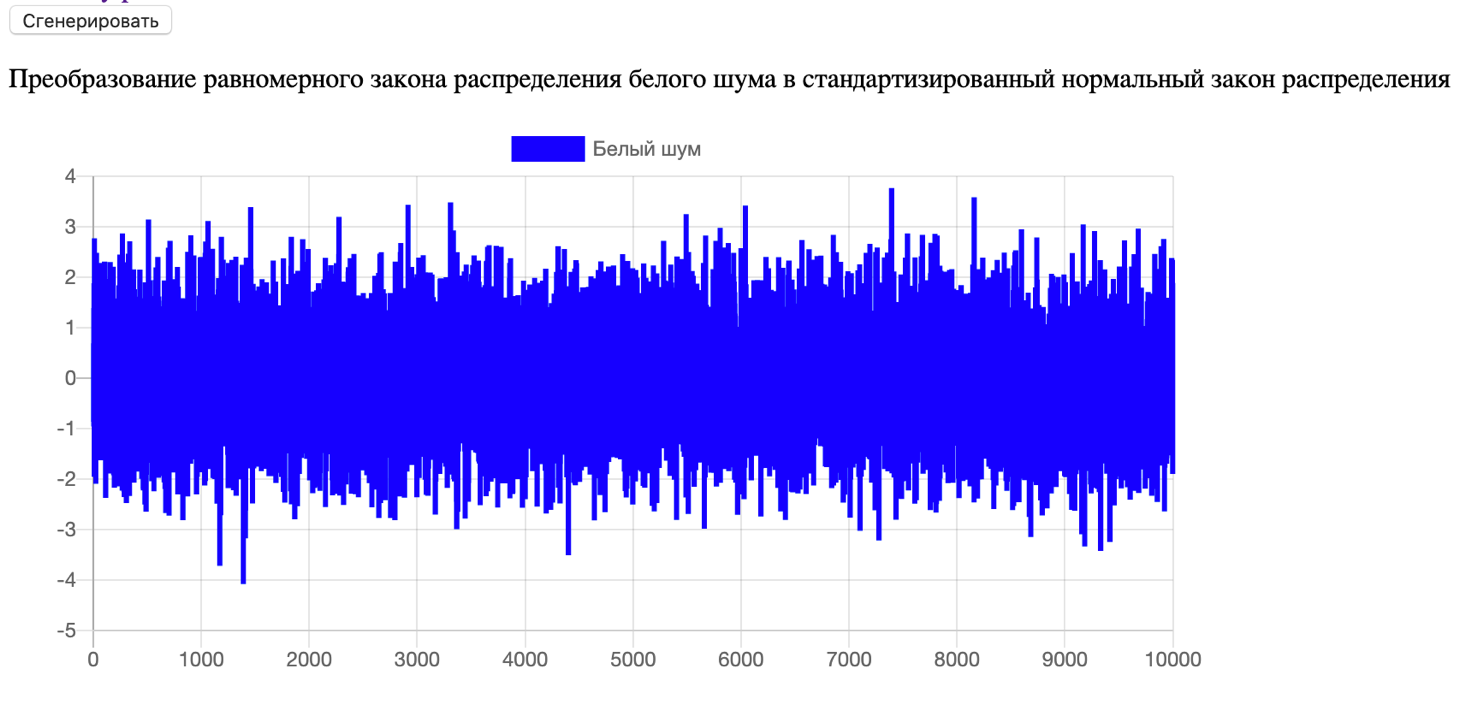 Сгенерировать
Преобразование равномерного закона распределения белого шума в стандартизированный нормальный закон распределения
Белый шум
4
3
2
1
0
-1
-2
-3
-4
-5
0 1000 2000 3000 4000 5000 6000 7000 8000 9000 10000